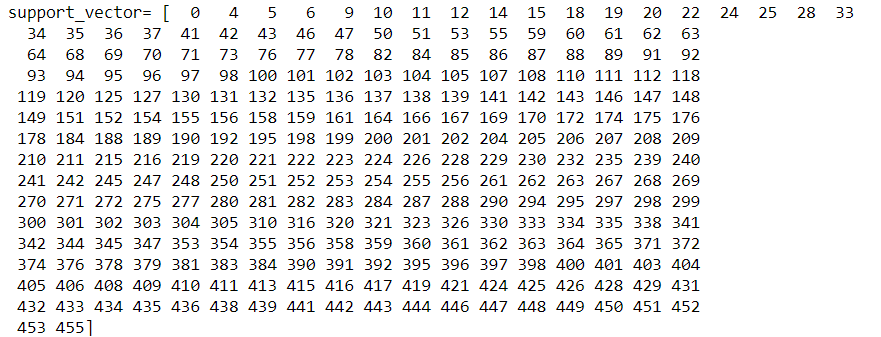 support_vector= [ 0 4 5 6 9 10 11 12 14 15 18 19 20 22 24 25 28 33
34 35 36 37 41 42 43 46 47 50 51 53 55 59 60 61 62 63
64 68 69 70 71 73 76 77 78 82 84 85 86 87 88 89 91 92
93 94 95 96 97 98 100 101 102 103 104 105 107 108 110 111 112 118
119 120 125 127 130 131 132 135 136 137 138 139 141 142 143 146 147 148
149 151 152 154 155 156 158 159 161 164 166 167 169 170 172 174 175 176
178 184 188 189 190 192 195 198 199 200 201 202 204 205 206 207 208 209
210 211 215 216 219 220 221 222 223 224 226 228 229 230 232 235 239 240
241 242 245 247 248 250 251 252 253 254 255 256 261 262 263 267 268 269
270 271 272 275 277 280 281 282 283 284 287 288 290 294 295 297 298 299
300 301 302 303 304 305 310 316 320 321 323 326 330 333 334 335 338 341
342 344 345 347 353 354 355 356 358 359 360 361 362 363 364 365 371 372
374 376 378 379 381 383 384 390 391 392 395 396 397 398 400 401 403 404
405 406 408 409 410 411 413 415 416 417 419 421 424 425 426 428 429 431
432 433 434 435 436 438 439 441 442 443 444 446 447 448 449 450 451 452
453 455]